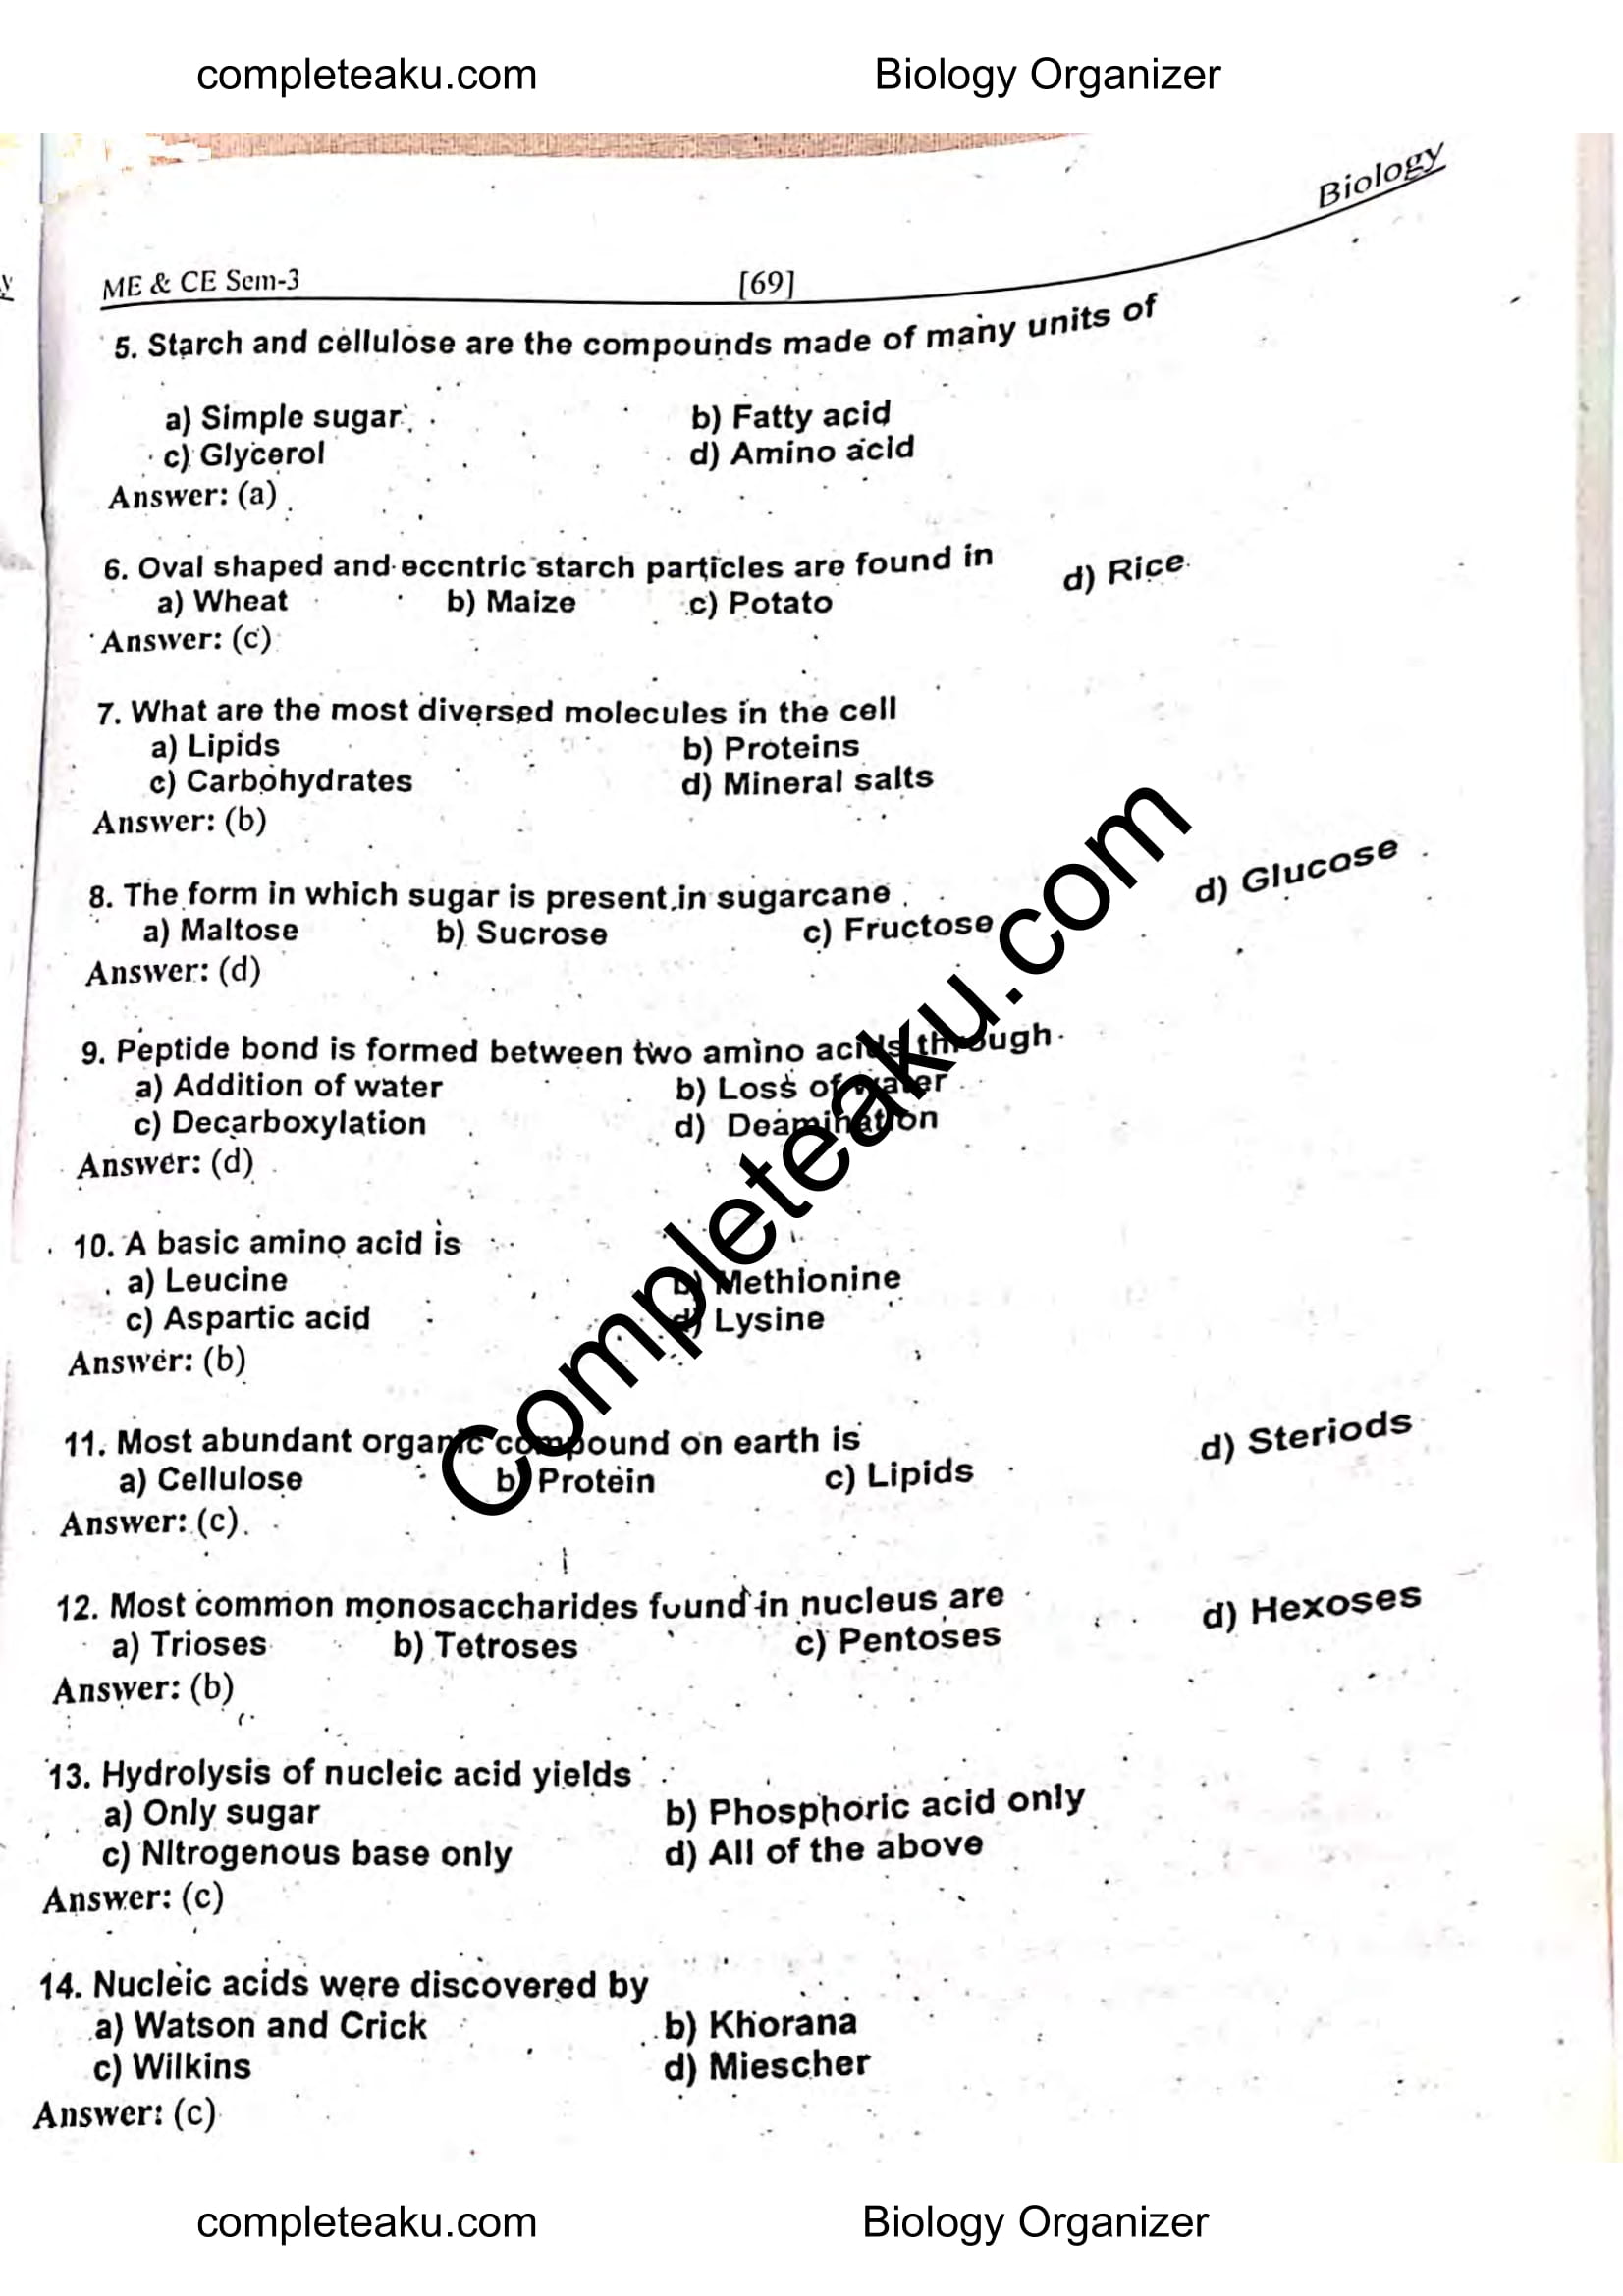 completeaku.com Biology Organizer
Biology
ME & CE Sem-3 [69]
5. Starch and cellulose are the compounds made of many units of
a) Simple sugar b) Fatty acid
c) Glycerol d) Amino acid
Answer: (a)
6. Oval shaped and eccntric starch particles are found in
a) Wheat b) Maize c) Potato d) Rice
Answer: (c)
7. What are the most diversed molecules in the cell
a) Lipids b) Proteins
c) Carbohydrates d) Mineral salts
Answer: (b)
8. The form in which sugar is present in sugarcane
a) Maltose b) Sucrose c) Fructose d) Glucose
Answer: (d)
9. Peptide bond is formed between two amino acids through
a) Addition of water b) Loss of water
c) Decarboxylation d) Deamination
Answer: (d)
10. A basic amino acid is
a) Leucine b) Methionine
c) Aspartic acid d) Lysine
Answer: (b)
11. Most abundant organic compound on earth is
a) Cellulose b) Protein c) Lipids d) Steriods
Answer: (c)
12. Most common monosaccharides found in nucleus are
a) Trioses b) Tetroses c) Pentoses d) Hexoses
Answer: (b)
13. Hydrolysis of nucleic acid yields
a) Only sugar b) Phosphoric acid only
c) Nitrogenous base only d) All of the above
Answer: (c)
14. Nucleic acids were discovered by
a) Watson and Crick b) Khorana
c) Wilkins d) Miescher
Answer: (c)
Completeaku.com
completeaku.com Biology Organizer